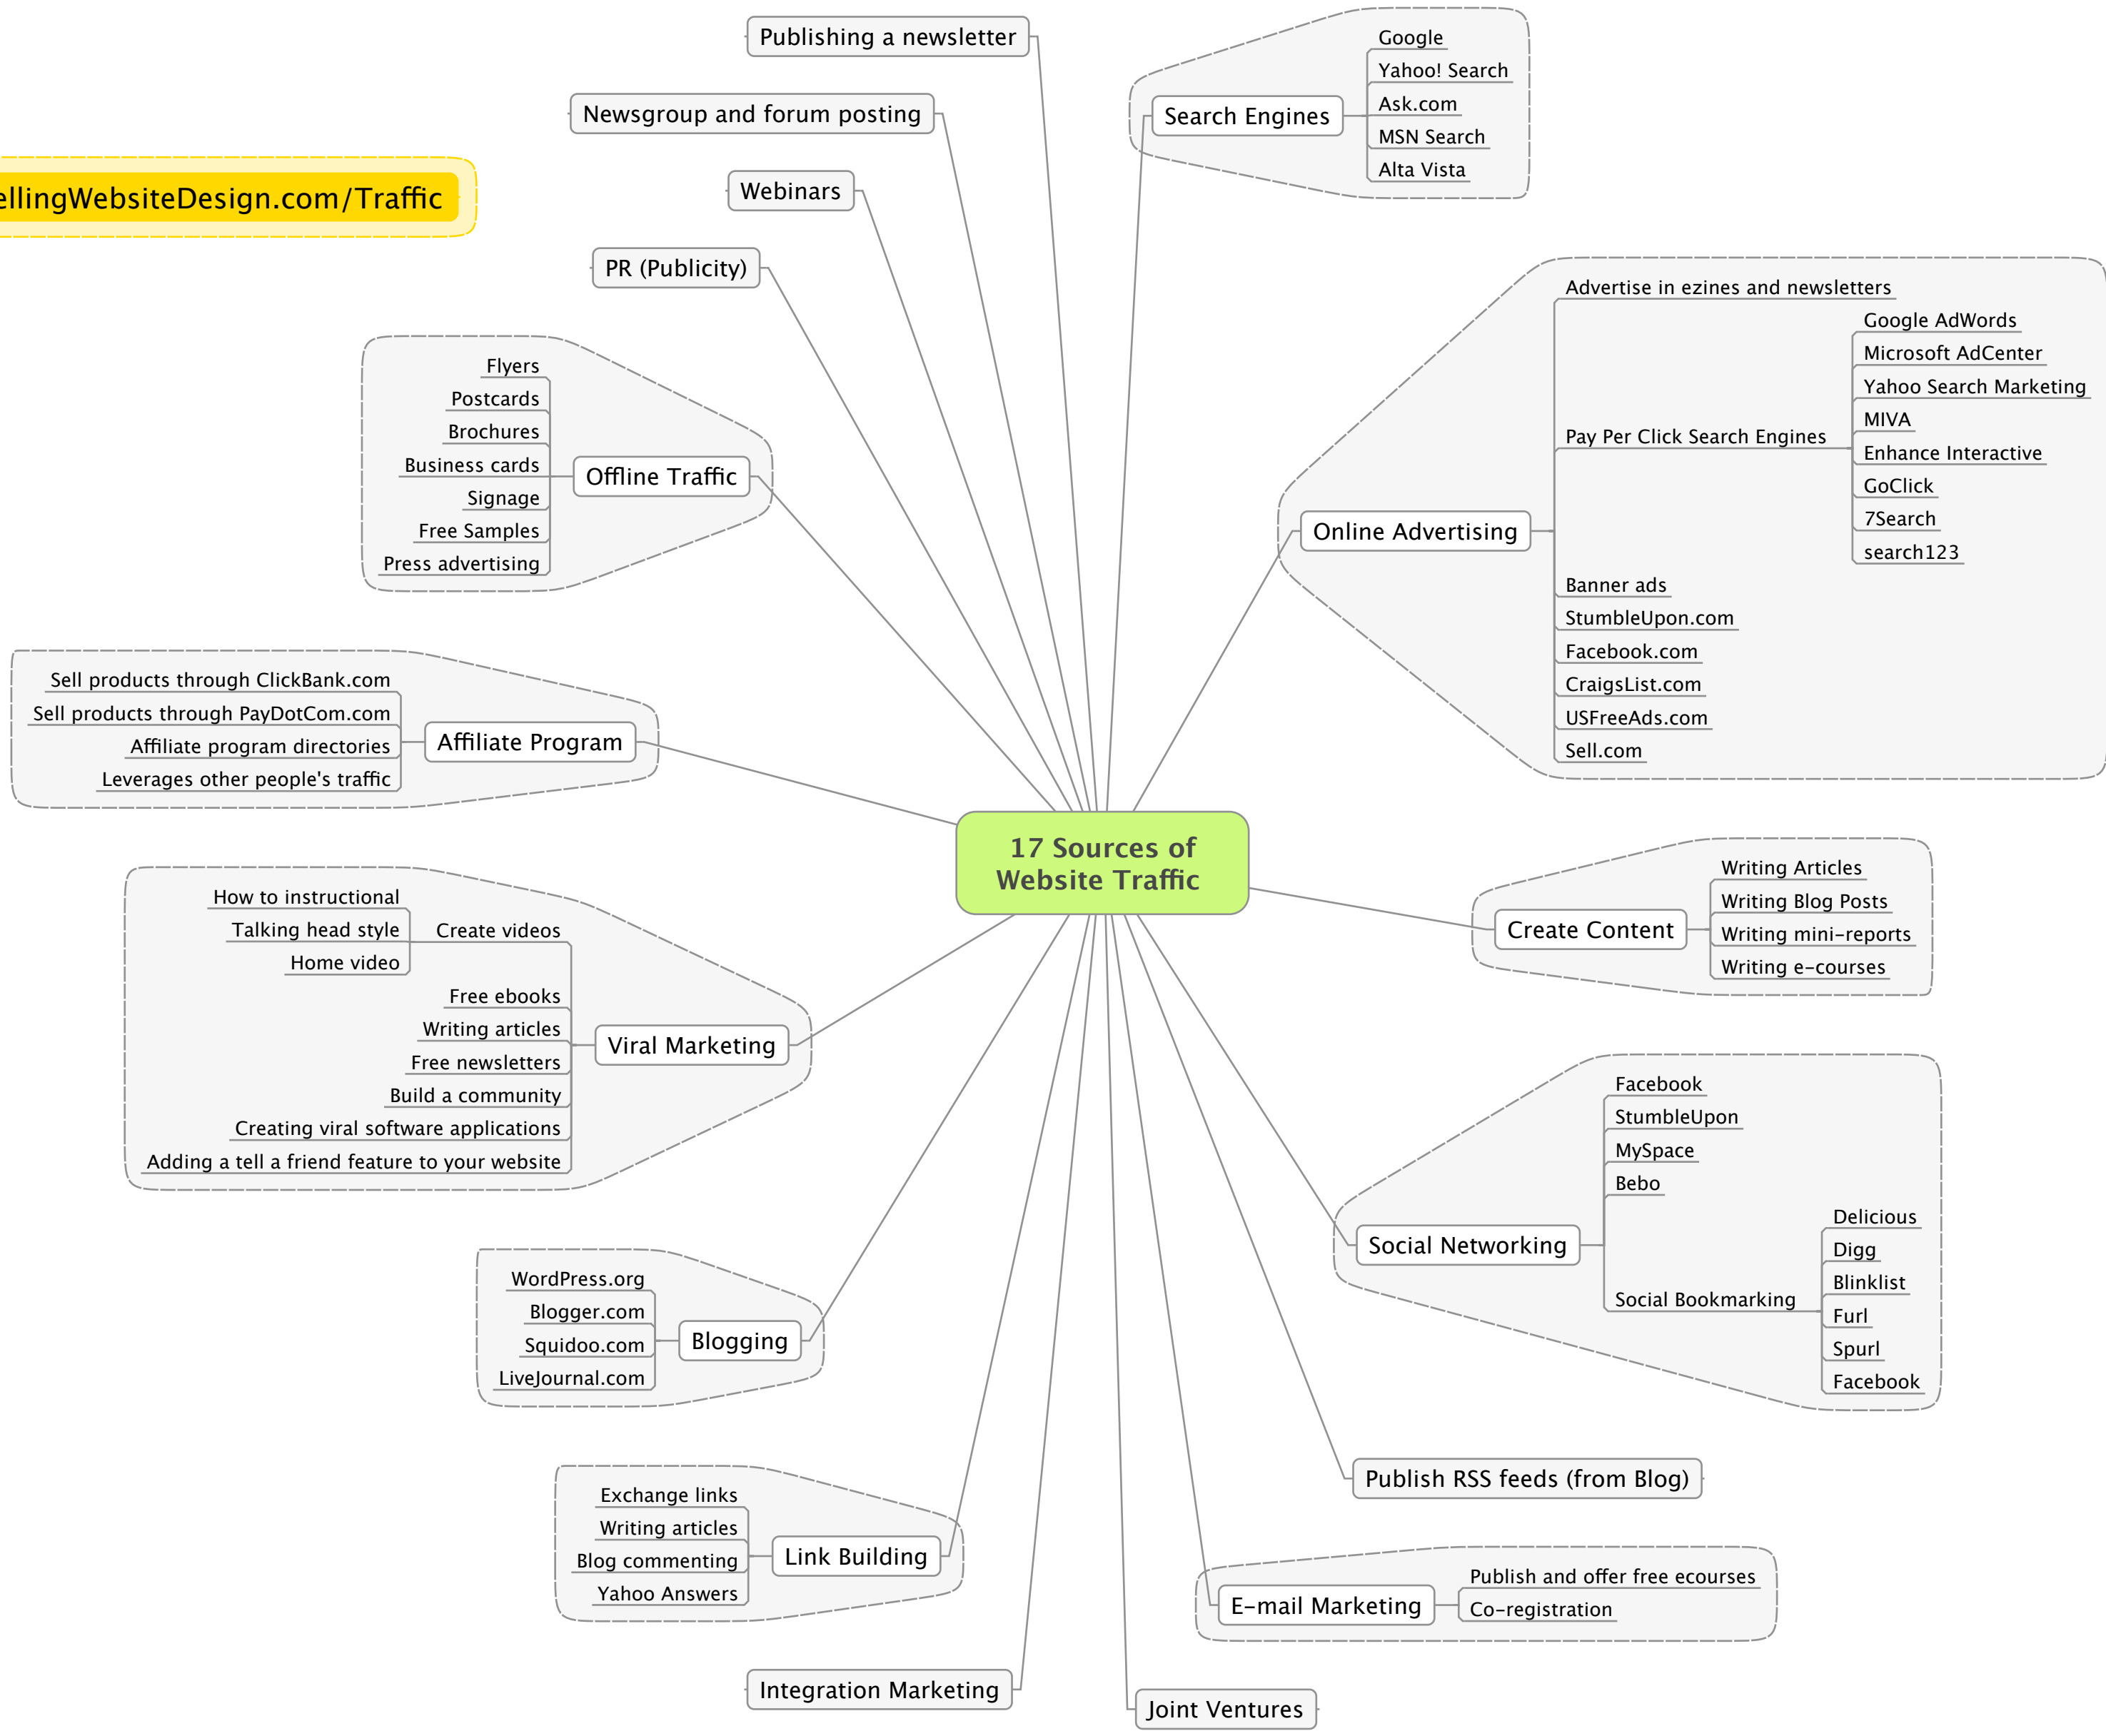 Publishing a newsletter
Newsgroup and forum posting
Webinars
PR (Publicity)
ellingWebsiteDesign.com/Traffic
Flyers
Postcards
Brochures
Business cards
Signage
Free Samples
Press advertising
Offline Traffic
Sell products through ClickBank.com
Sell products through PayDotCom.com
Affiliate program directories
Leverages other people's traffic
Affiliate Program
How to instructional
Talking head style
Home video
Create videos
Free ebooks
Writing articles
Free newsletters
Build a community
Creating viral software applications
Adding a tell a friend feature to your website
Viral Marketing
WordPress.org
Blogger.com
Squidoo.com
LiveJournal.com
Blogging
Exchange links
Writing articles
Blog commenting
Yahoo Answers
Link Building
Integration Marketing
17 Sources of
Website Traffic
Search Engines
Google
Yahoo! Search
Ask.com
MSN Search
Alta Vista
Online Advertising
Advertise in ezines and newsletters
Pay Per Click Search Engines
Google AdWords
Microsoft AdCenter
Yahoo Search Marketing
MIVA
Enhance Interactive
GoClick
7Search
search123
Banner ads
StumbleUpon.com
Facebook.com
CraigsList.com
USFreeAds.com
Sell.com
Create Content
Writing Articles
Writing Blog Posts
Writing mini-reports
Writing e-courses
Social Networking
Facebook
StumbleUpon
MySpace
Bebo
Social Bookmarking
Delicious
Digg
Blinklist
Furl
Spurl
Facebook
Publish RSS feeds (from Blog)
E-mail Marketing
Publish and offer free ecourses
Co-registration
Joint Ventures